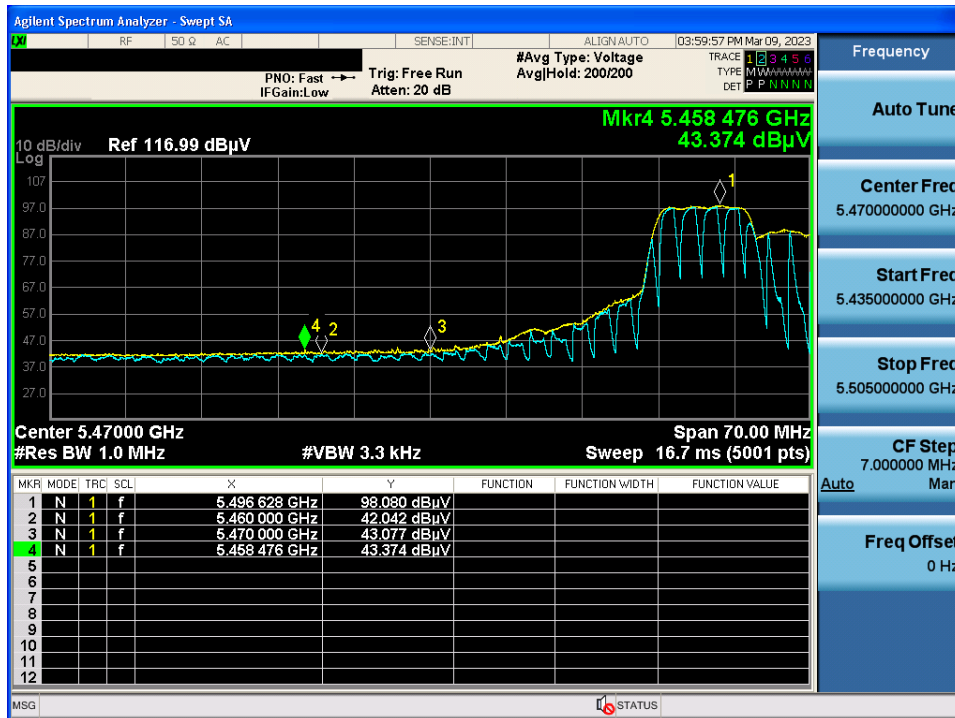 Agilent Spectrum Analyzer - Swept SA
LXI RF 50 Ω AC SENSE:INT ALIGN AUTO 03:59:57 PM Mar 09, 2023
PNO: Fast Trig: Free Run #Avg Type: Voltage TRACE 1 2 3 4 5 6
IFGain:Low Atten: 20 dB Avg|Hold: 200/200 TYPE M W W W W W
DET P P N N N N
Mkr4 5.458 476 GHz
43.374 dBµV
10 dB/div Ref 116.99 dBµV
Log
107
97.0
87.0
77.0
67.0
57.0
47.0
37.0
27.0
1
4 2
3
Center 5.47000 GHz Span 70.00 MHz
#Res BW 1.0 MHz #VBW 3.3 kHz Sweep 16.7 ms (5001 pts)
MKR MODE TRC SCL X Y FUNCTION FUNCTION WIDTH FUNCTION VALUE
1 N 1 f 5.496 628 GHz 98.080 dBµV
2 N 1 f 5.460 000 GHz 42.042 dBµV
3 N 1 f 5.470 000 GHz 43.077 dBµV
4 N 1 f 5.458 476 GHz 43.374 dBµV
5
6
7
8
9
10
11
12
MSG STATUS
Frequency
Auto Tune
Center Freq
5.470000000 GHz
Start Freq
5.435000000 GHz
Stop Freq
5.505000000 GHz
CF Step
7.000000 MHz
Auto Man
Freq Offset
0 Hz